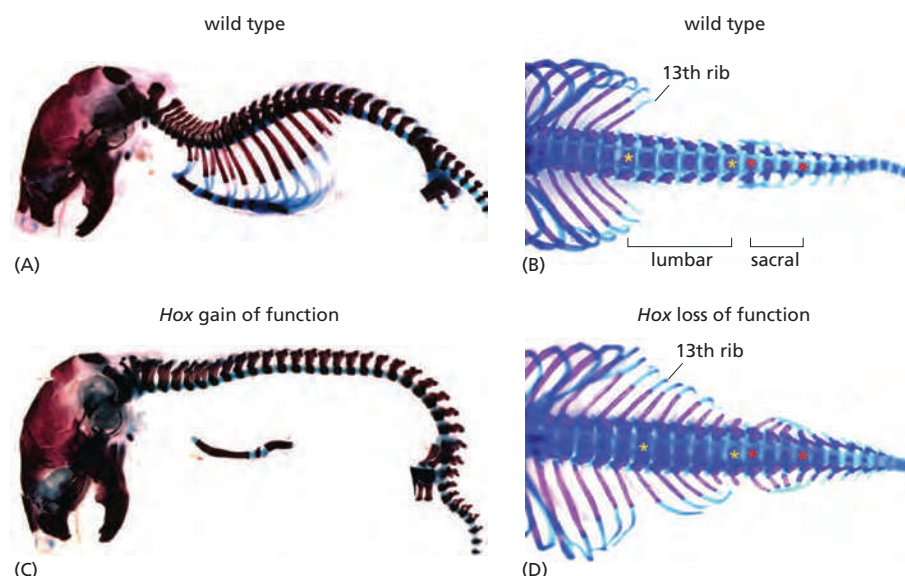 wild type
(A)
wild type
13th rib
lumbar
sacral
(B)
Hox gain of function
(C)
Hox loss of function
13th rib
(D)